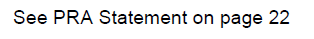 See PRA Statement on page 22